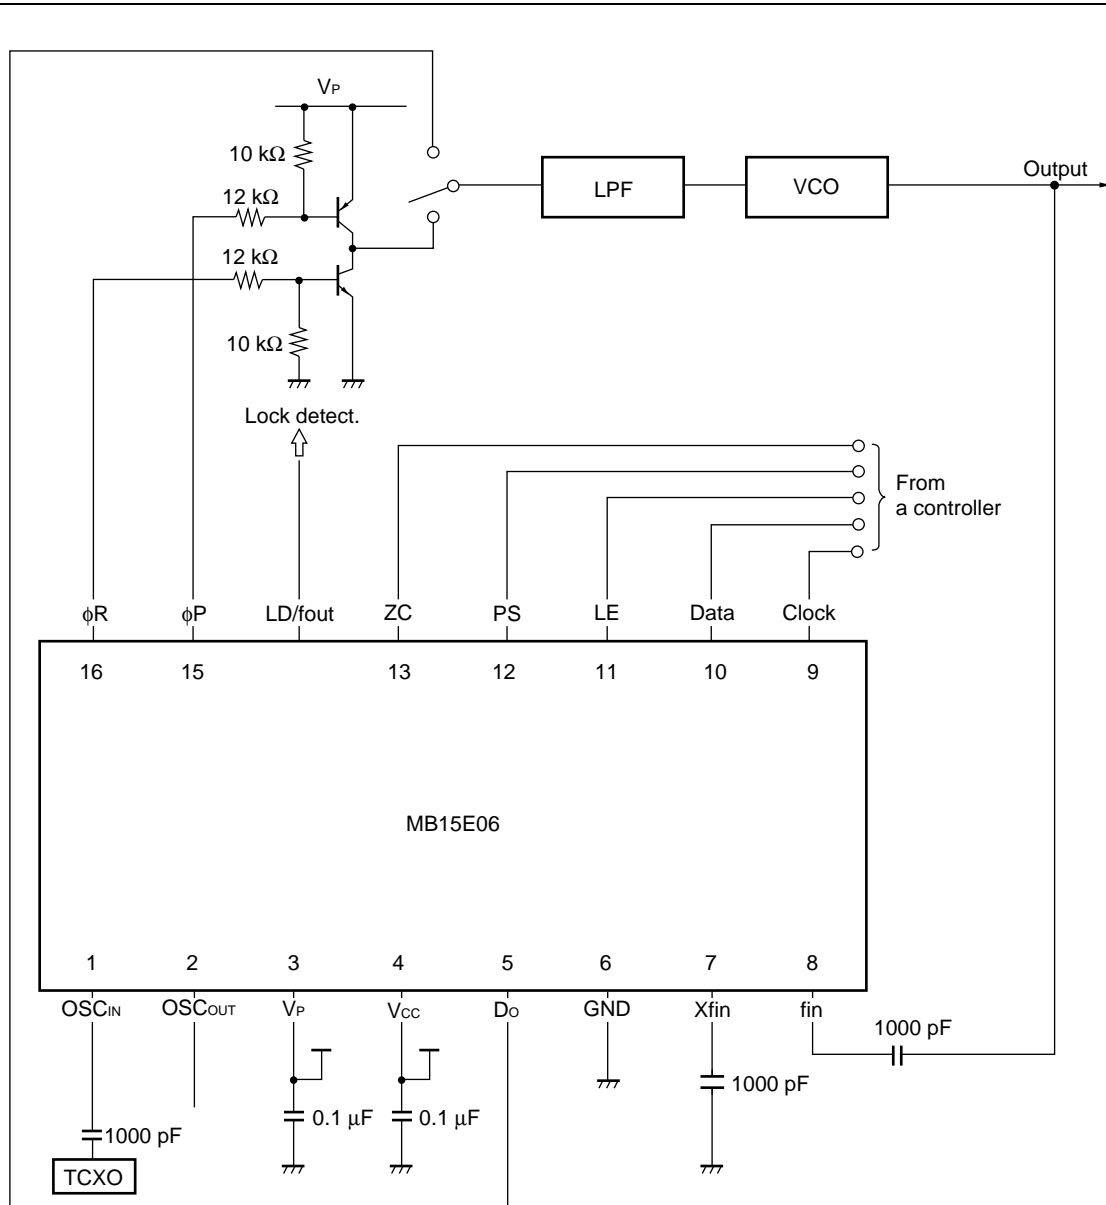 VP
10 kΩ
12 kΩ
12 kΩ
10 kΩ
LPF
VCO
Output
Lock detect.
From
a controller
φR
φP
LD/fout
ZC
PS
LE
Data
Clock
16
15
13
12
11
10
9
MB15E06
1
2
3
4
5
6
7
8
OSCIN
OSCOUT
VP
VCC
DO
GND
Xfin
fin
1000 pF
1000 pF
0.1 μF
0.1 μF
1000 pF
TCXO